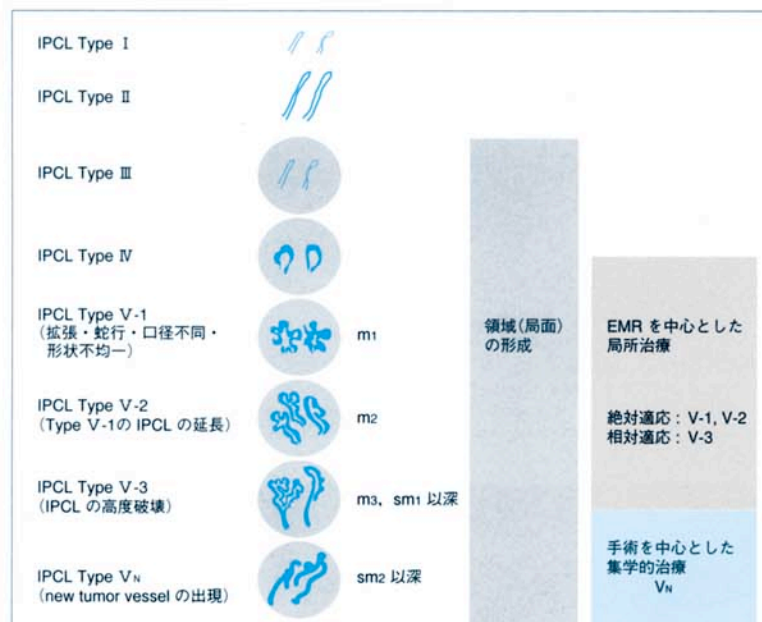 IPCL Type Ⅰ
IPCL Type Ⅱ
IPCL Type Ⅲ
IPCL Type Ⅳ
IPCL Type Ⅴ-1
(拡張・蛇行・口径不同・
形状不均一)
m1
IPCL Type Ⅴ-2
(Type Ⅴ-1の IPCL の延長)
m2
IPCL Type Ⅴ-3
(IPCL の高度破壊)
m3, sm1 以深
IPCL Type VN
(new tumor vessel の出現)
sm2 以深
領域(局面)
の形成
EMR を中心とした
局所治療
絶対適応:V-1, V-2
相対適応:V-3
手術を中心とした
集学的治療
VN